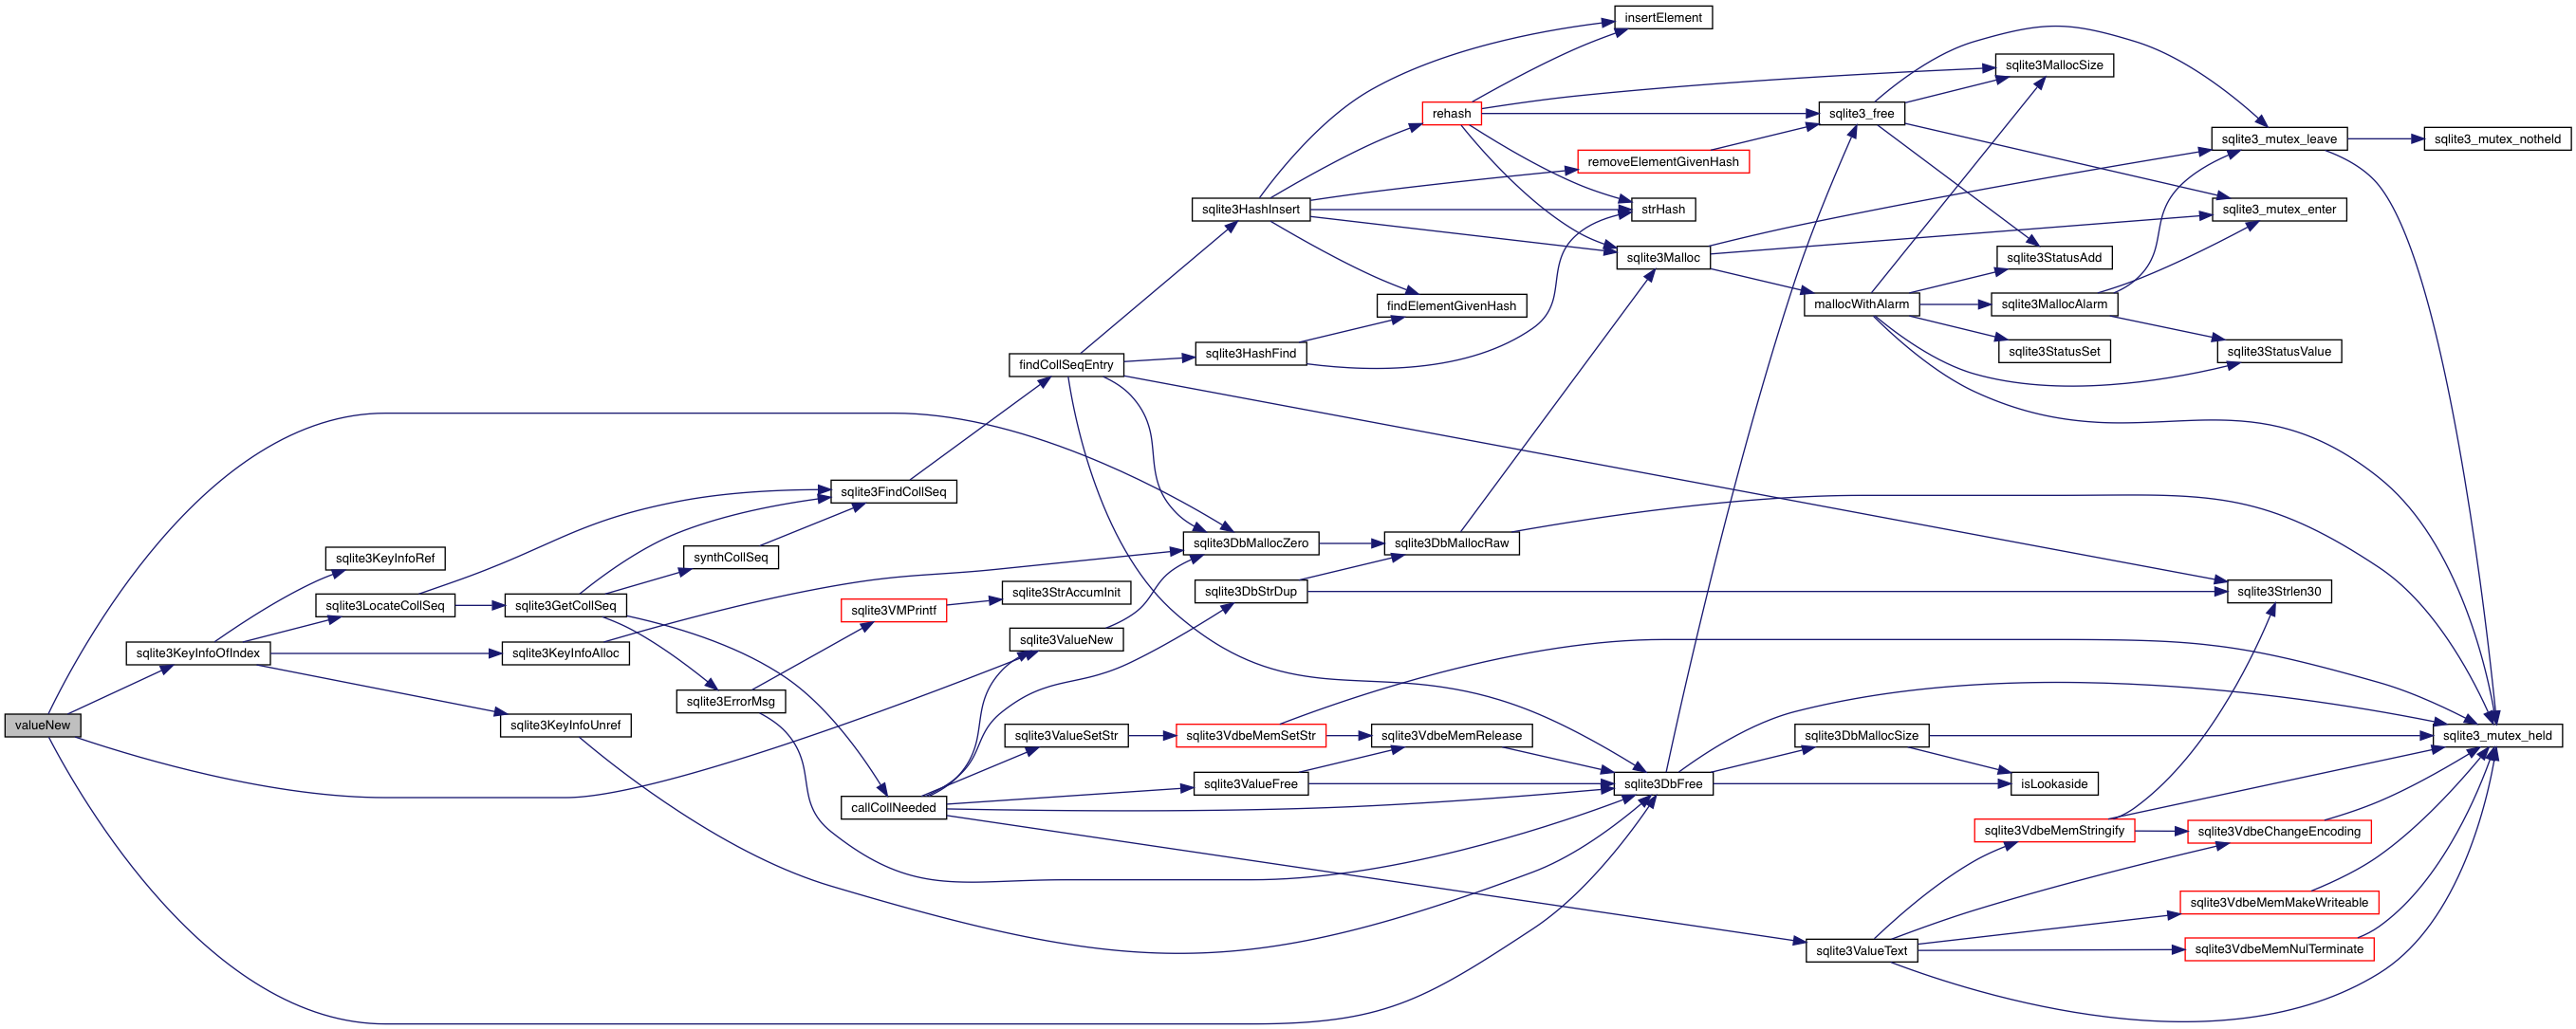 insertElement
sqlite3MallocSize
rehash
sqlite3_free
sqlite3_mutex_leave
sqlite3_mutex_notheld
removeElementGivenHash
sqlite3HashInsert
strHash
sqlite3_mutex_enter
sqlite3Malloc
sqlite3StatusAdd
findElementGivenHash
mallocWithAlarm
sqlite3MallocAlarm
findCollSeqEntry
sqlite3HashFind
sqlite3StatusSet
sqlite3StatusValue
sqlite3FindCollSeq
sqlite3KeyInfoRef
synthCollSeq
sqlite3DbMallocZero
sqlite3DbMallocRaw
sqlite3LocateCollSeq
sqlite3GetCollSeq
sqlite3VMPrintf
sqlite3StrAccumInit
sqlite3DbStrDup
sqlite3Strlen30
sqlite3KeyInfoOfIndex
sqlite3KeyInfoAlloc
sqlite3ValueNew
sqlite3ErrorMsg
valueNew
sqlite3KeyInfoUnref
sqlite3ValueSetStr
sqlite3VdbeMemSetStr
sqlite3VdbeMemRelease
sqlite3DbMallocSize
sqlite3_mutex_held
callCollNeeded
sqlite3ValueFree
sqlite3DbFree
isLookaside
sqlite3VdbeMemStringify
sqlite3VdbeChangeEncoding
sqlite3VdbeMemMakeWriteable
sqlite3ValueText
sqlite3VdbeMemNulTerminate